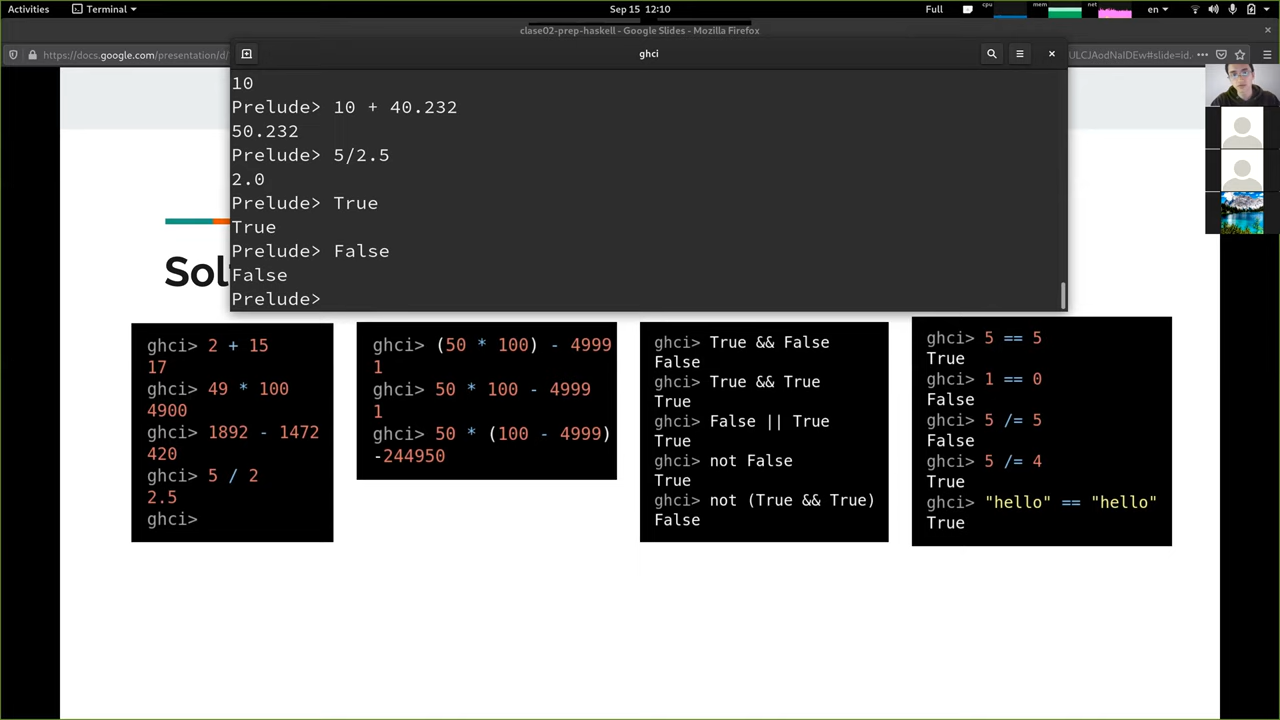 Activities
Terminal
Sep 15 12:10
Full
cpu
mem
net
en
clase02-prep-haskell - Google Slides - Mozilla Firefox
https://docs.google.com/presentation/d/
ULCJAodNaIDEw#slide=id.
ghci
10
Prelude> 10 + 40.232
50.232
Prelude> 5/2.5
2.0
Prelude> True
True
Prelude> False
False
Prelude>
Sol
ghci> 2 + 15
17
ghci> 49 * 100
4900
ghci> 1892 - 1472
420
ghci> 5 / 2
2.5
ghci>
ghci> (50 * 100) - 4999
1
ghci> 50 * 100 - 4999
1
ghci> 50 * (100 - 4999)
-244950
ghci> True && False
False
ghci> True && True
True
ghci> False || True
True
ghci> not False
True
ghci> not (True && True)
False
ghci> 5 == 5
True
ghci> 1 == 0
False
ghci> 5 /= 5
False
ghci> 5 /= 4
True
ghci> "hello" == "hello"
True